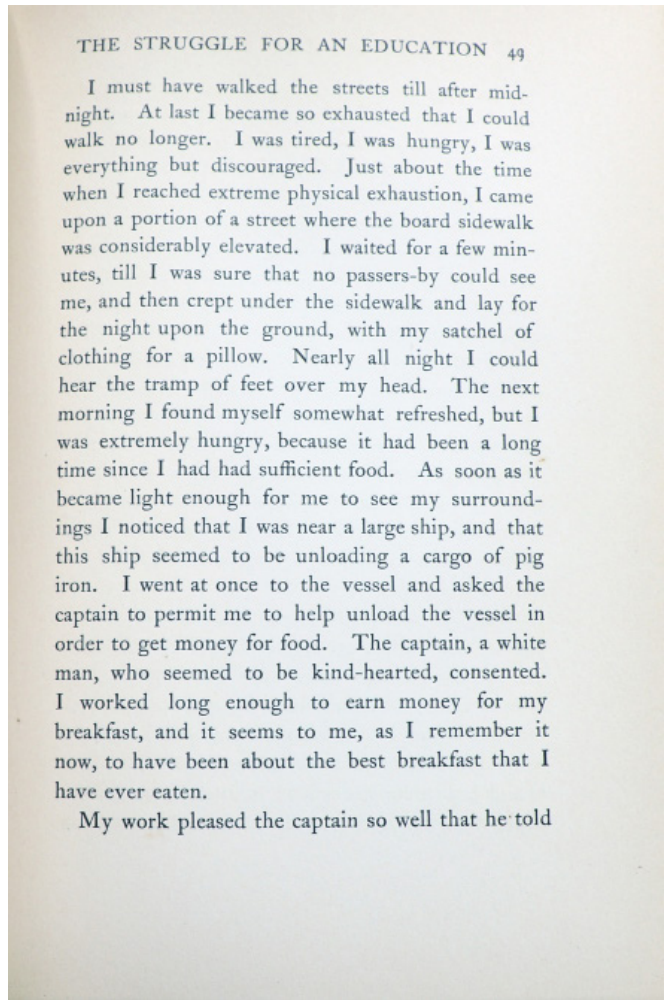 THE STRUGGLE FOR AN EDUCATION 49
I must have walked the streets till after mid-
night. At last I became so exhausted that I could
walk no longer. I was tired, I was hungry, I was
everything but discouraged. Just about the time
when I reached extreme physical exhaustion, I came
upon a portion of a street where the board sidewalk
was considerably elevated. I waited for a few min-
utes, till I was sure that no passers-by could see
me, and then crept under the sidewalk and lay for
the night upon the ground, with my satchel of
clothing for a pillow. Nearly all night I could
hear the tramp of feet over my head. The next
morning I found myself somewhat refreshed, but I
was extremely hungry, because it had been a long
time since I had had sufficient food. As soon as it
became light enough for me to see my surround-
ings I noticed that I was near a large ship, and that
this ship seemed to be unloading a cargo of pig
iron. I went at once to the vessel and asked the
captain to permit me to help unload the vessel in
order to get money for food. The captain, a white
man, who seemed to be kind-hearted, consented.
I worked long enough to earn money for my
breakfast, and it seems to me, as I remember it
now, to have been about the best breakfast that I
have ever eaten.
My work pleased the captain so well that he told